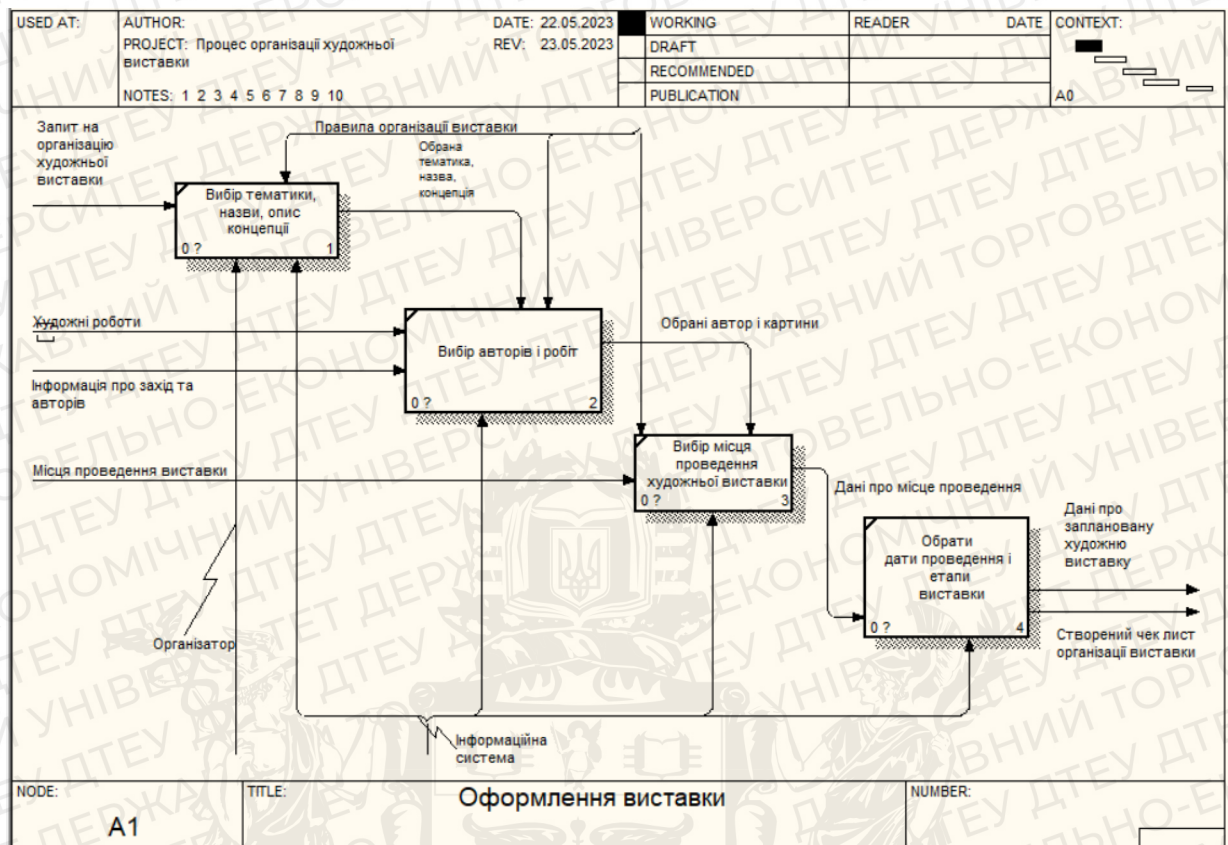 USED AT:
AUTHOR:
DATE: 22.05.2023
PROJECT: Процес організації художньої
виставки
REV: 23.05.2023
NOTES: 1 2 3 4 5 6 7 8 9 10
WORKING
DRAFT
RECOMMENDED
PUBLICATION
READER
DATE
CONTEXT:
A0
Запит на
організацію
художньої
виставки
Правила організації виставки
Обрана
тематика,
назва,
концепція
Вибір тематики,
назви, опис
концепції
0 ?
1
Художні роботи
Інформація про захід та
авторів
Вибір авторів і робіт
0 ?
2
Обрані автор і картини
Місця проведення виставки
Вибір місця
проведення
художньої виставки
0 ?
3
Дані про місце проведення
Обрати
дати проведення і
етапи
виставки
0 ?
4
Дані про
заплановану
художню
виставку
Створений чек лист
організації виставки
Організатор
Інформаційна
система
NODE:
A1
TITLE:
Оформлення виставки
NUMBER: